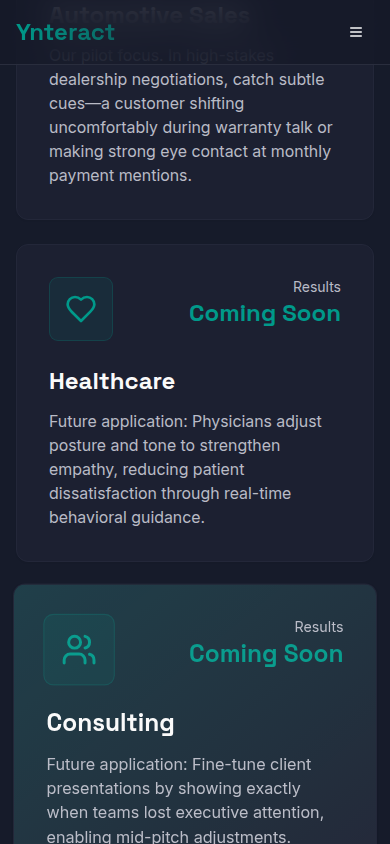 Automotive Sales
Ynteract
Our pilot focus. In high-stakes
dealership negotiations, catch subtle
cues—a customer shifting
uncomfortably during warranty talk or
making strong eye contact at monthly
payment mentions.
Results
Coming Soon
Healthcare
Future application: Physicians adjust
posture and tone to strengthen
empathy, reducing patient
dissatisfaction through real-time
behavioral guidance.
Results
Coming Soon
Consulting
Future application: Fine-tune client
presentations by showing exactly
when teams lost executive attention,
enabling mid-pitch adjustments.